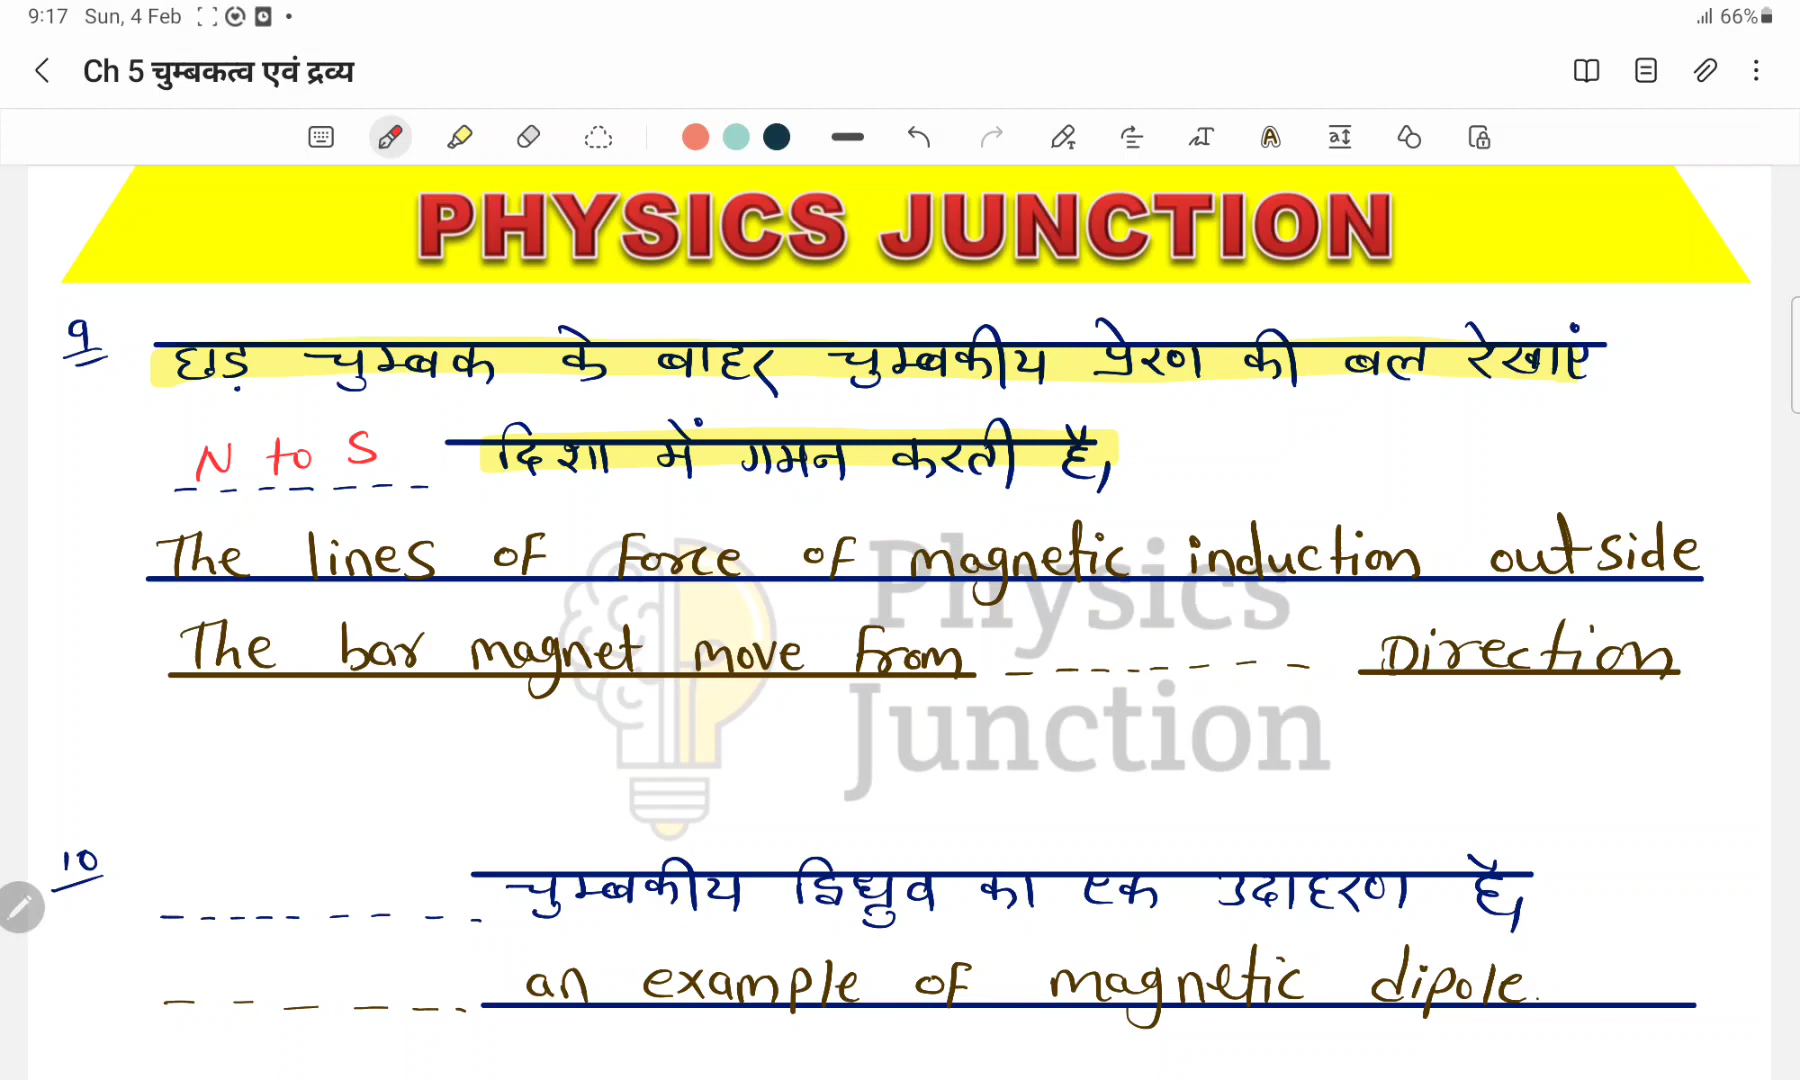 9:17 Sun, 4 Feb
66%
Ch 5 चुम्बकत्व एवं द्रव्य
PHYSICS JUNCTION
9 छड़ चुम्बक के बाहर चुम्बकीय प्रेरण की बल रेखाएं
N to S दिशा में गमन करती है,
The lines of Force of magnetic induction outside
The bar magnet move from -------- Direction
Physics
Junction
10 -------- चुम्बकीय द्विध्रुव का एक उदाहरण है,
------ an example of magnetic dipole.